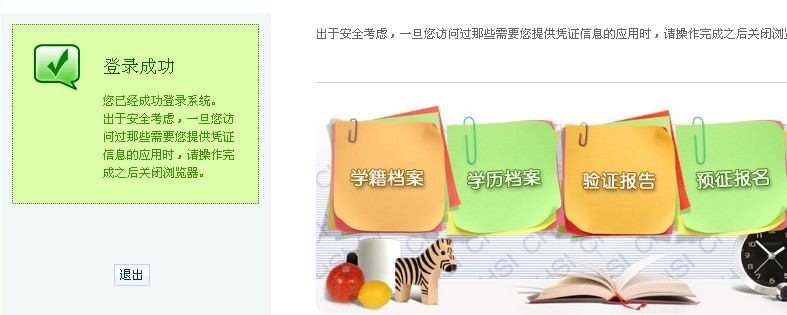 登录成功
您已经成功登录系统。
出于安全考虑，一旦您访
问过那些需要您提供凭证
信息的应用时，请操作完
成之后关闭浏览器。
退出
出于安全考虑，一旦您访问过那些需要您提供凭证信息的应用时，请操作完成之后关闭浏
学籍档案
学历档案
验证报告
预征报名